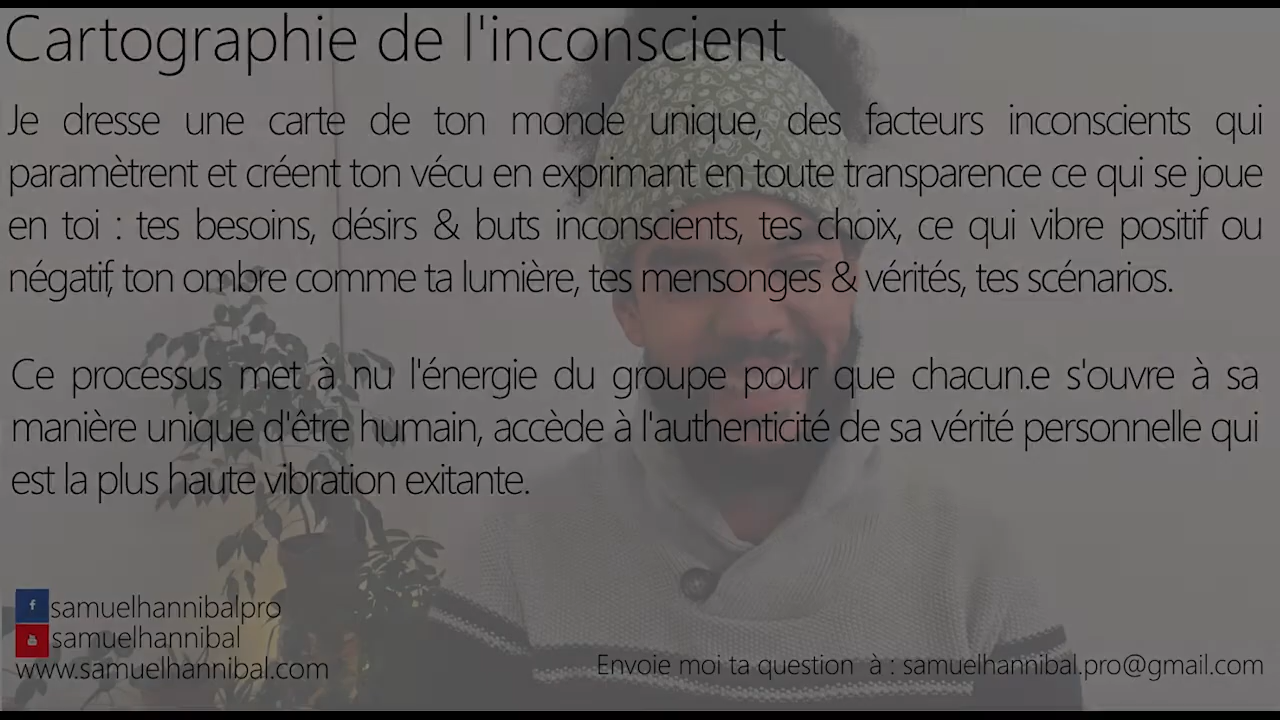 Cartographie de l'inconscient
Je dresse une carte de ton monde unique, des facteurs inconscients qui
paramètrent et créent ton vécu en exprimant en toute transparence ce qui se joue
en toi : tes besoins, désirs & buts inconscients, tes choix, ce qui vibre positif ou
négatif, ton ombre comme ta lumière, tes mensonges & vérités, tes scénarios.
Ce processus met à nu l'énergie du groupe pour que chacun.e s'ouvre à sa
manière unique d'être humain, accède à l'authenticité de sa vérité personnelle qui
est la plus haute vibration exitante.
f samuelhannibalpro
samuelhannibal
www.samuelhannibal.com
Envoie moi ta question à : samuelhannibal.pro@gmail.com